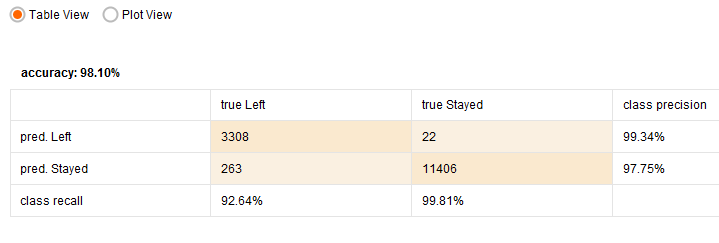 Table View Plot View
accuracy: 98.10%
true Left true Stayed class precision
pred. Left 3308 22 99.34%
pred. Stayed 263 11406 97.75%
class recall 92.64% 99.81%